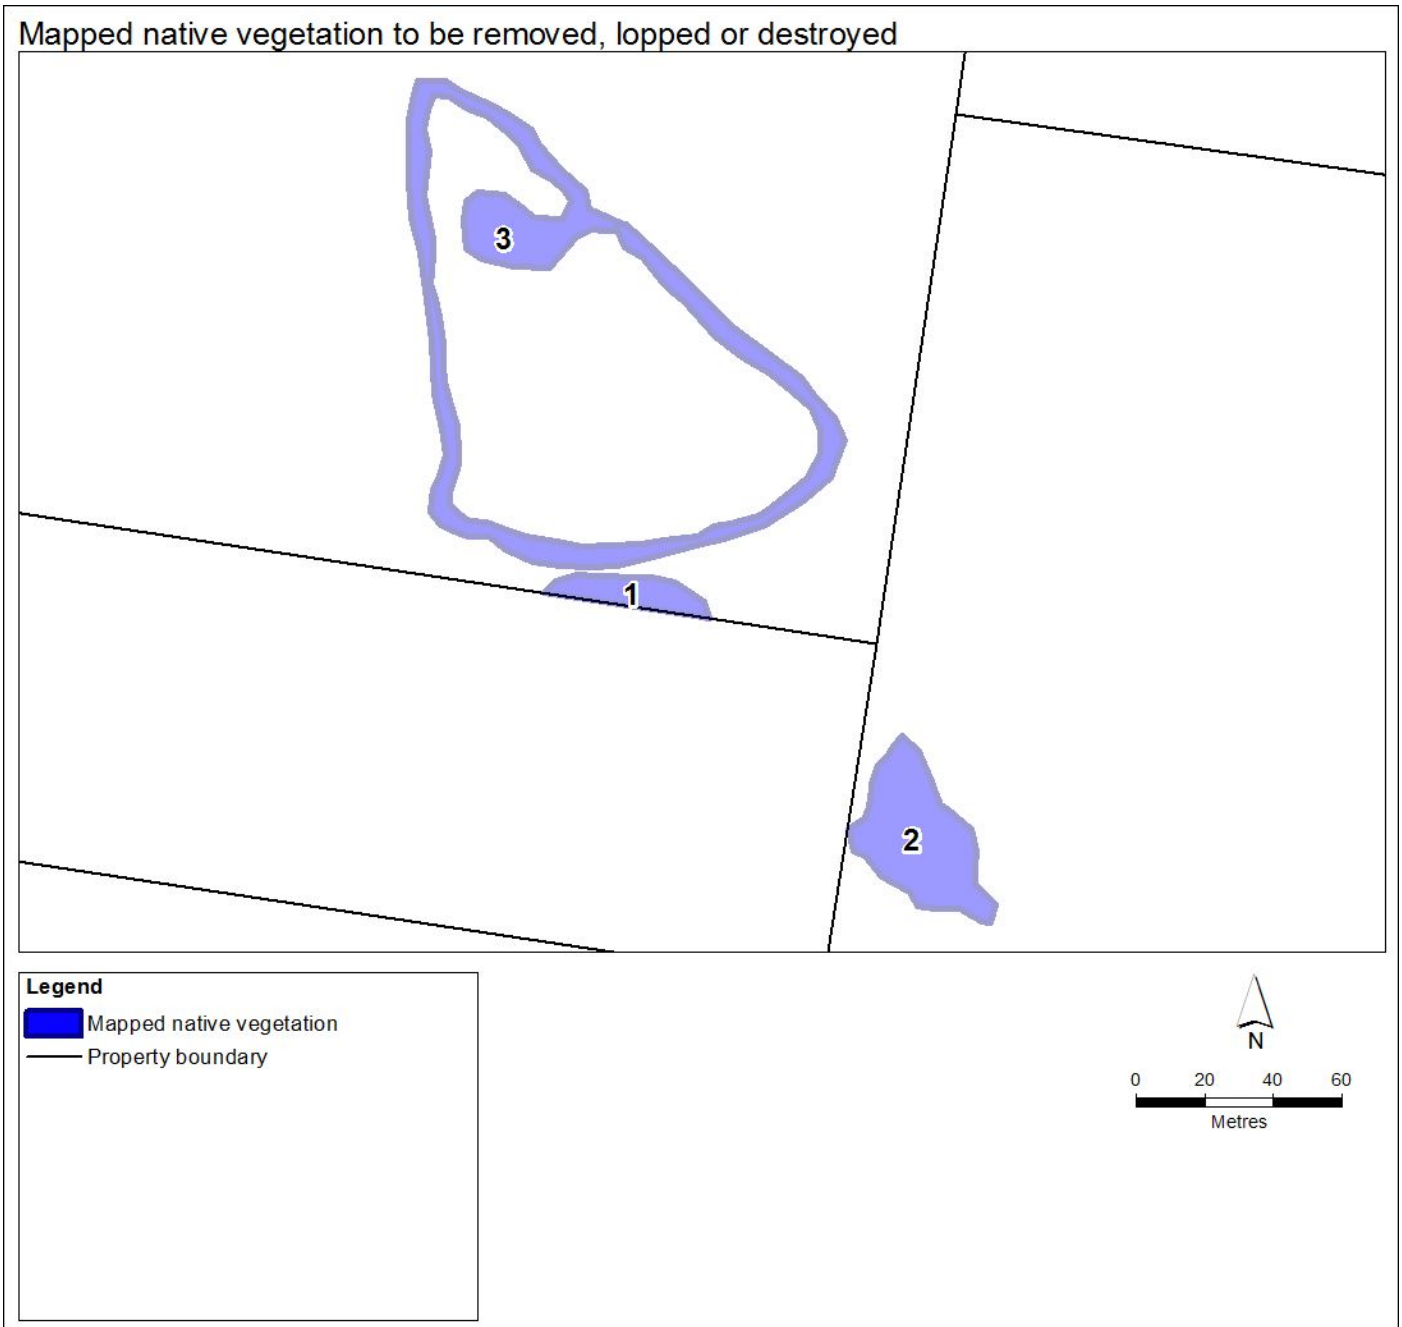 Mapped native vegetation to be removed, lopped or destroyed
3
1
2
Legend
Mapped native vegetation
Property boundary
N
0 20 40 60
Metres